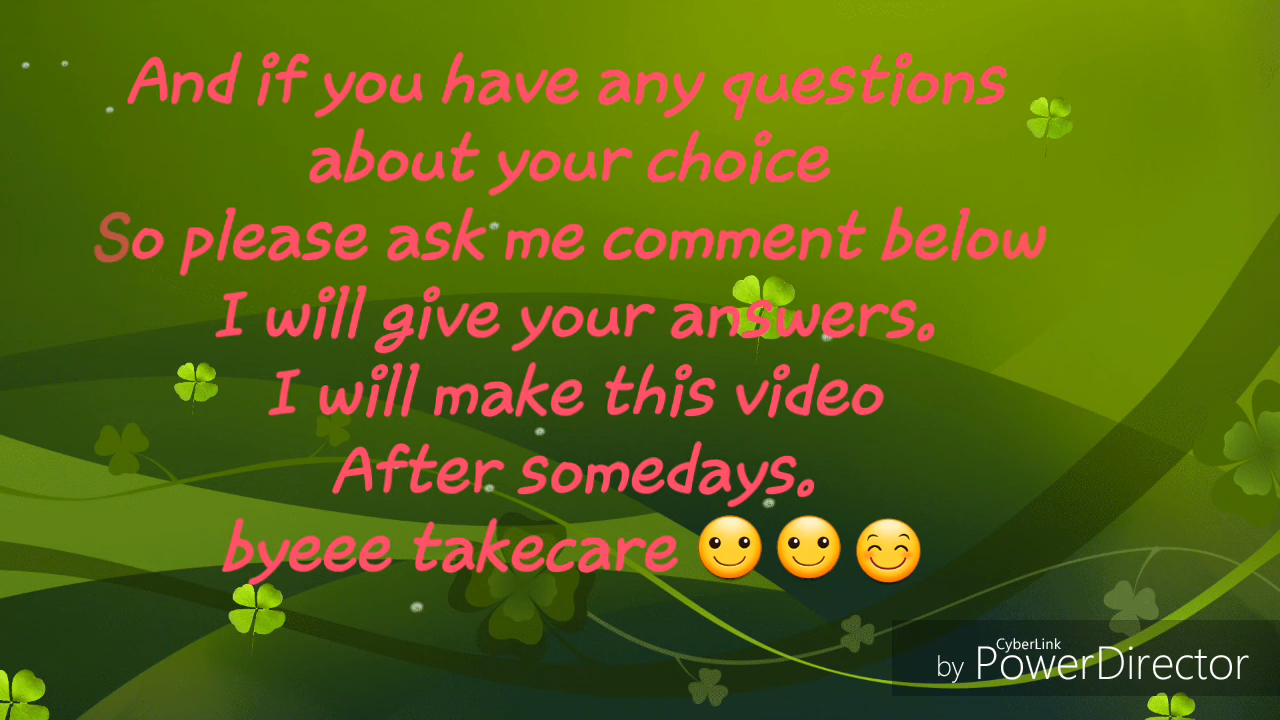 And if you have any questions
about your choice
So please ask me comment below
I will give your answers.
I will make this video
After somedays.
byeee takecare 🙂🙂😊
by CyberLink PowerDirector